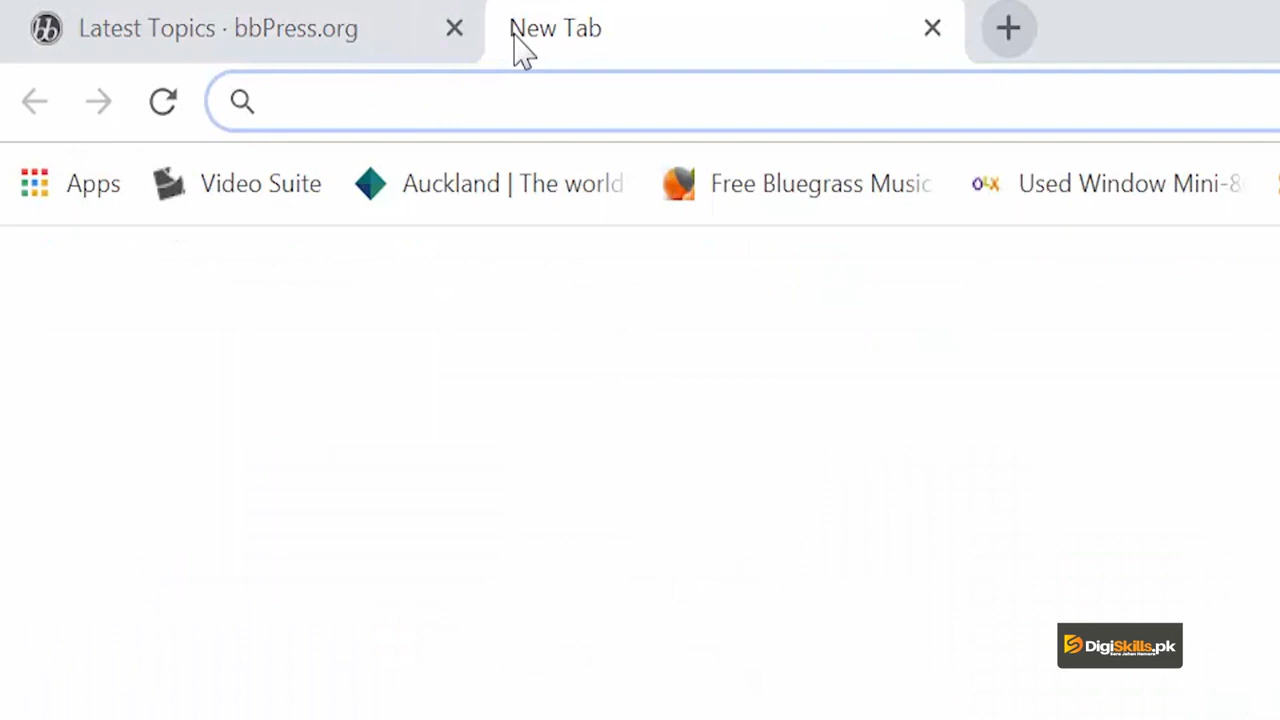 Latest Topics · bbPress.org
New Tab
Apps
Video Suite
Auckland | The world
Free Bluegrass Music
OLX
Used Window Mini-8
DigiSkills.pk